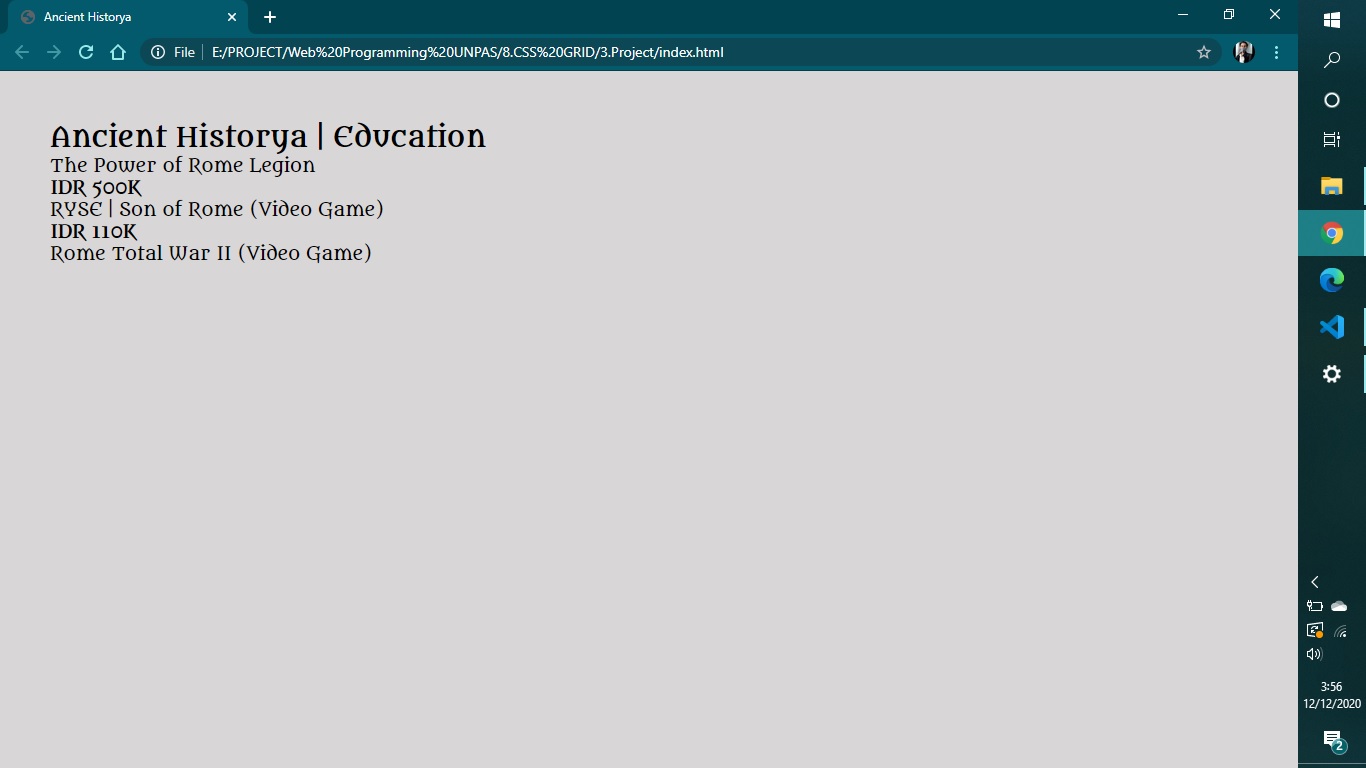 Ancient Historya
File
E:/PROJECT/Web%20Programming%20UNPAS/8.CSS%20GRID/3.Project/index.html
Ancient Historya | Education
The Power of Rome Legion
IDR 500K
RYSE | Son of Rome (Video Game)
IDR 110K
Rome Total War II (Video Game)
3:56
12/12/2020
2